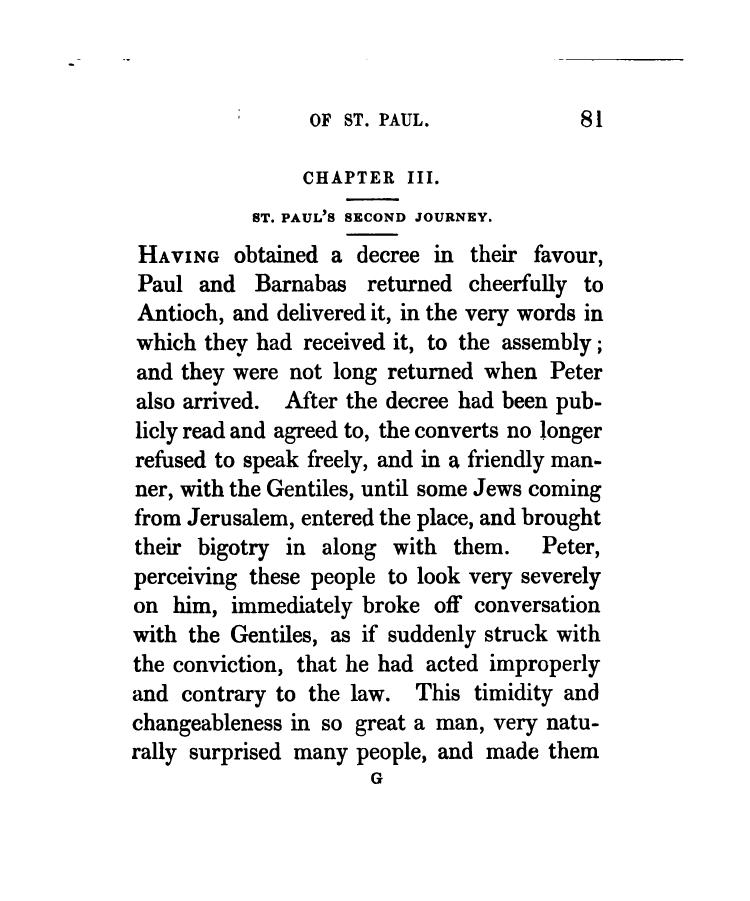 OF ST. PAUL. 81
CHAPTER III.
ST. PAUL'S SECOND JOURNEY.
HAVING obtained a decree in their favour,
Paul and Barnabas returned cheerfully to
Antioch, and delivered it, in the very words in
which they had received it, to the assembly;
and they were not long returned when Peter
also arrived. After the decree had been pub-
licly read and agreed to, the converts no longer
refused to speak freely, and in a friendly man-
ner, with the Gentiles, until some Jews coming
from Jerusalem, entered the place, and brought
their bigotry in along with them. Peter,
perceiving these people to look very severely
on him, immediately broke off conversation
with the Gentiles, as if suddenly struck with
the conviction, that he had acted improperly
and contrary to the law. This timidity and
changeableness in so great a man, very natu-
rally surprised many people, and made them
G